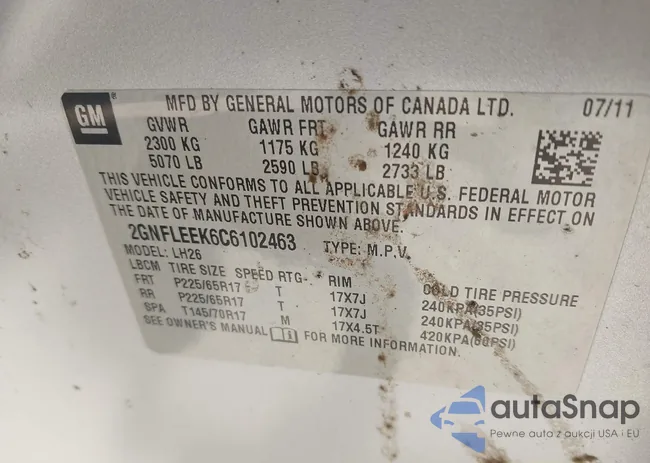 GM
MFD BY GENERAL MOTORS OF CANADA LTD. 07/11
GVWR GAWR FRT GAWR RR
2300 KG 1175 KG 1240 KG
5070 LB 2590 LB 2733 LB
THIS VEHICLE CONFORMS TO ALL APPLICABLE U.S. FEDERAL MOTOR
VEHICLE SAFETY AND THEFT PREVENTION STANDARDS IN EFFECT ON
THE DATE OF MANUFACTURE SHOWN ABOVE.
2GNFLEEK6C6102463 TYPE: M.P.V.
MODEL: LH26
LBCM TIRE SIZE SPEED RTG RIM COLD TIRE PRESSURE
FRT P225/65R17 T 17X7J 240KPA(35PSI)
RR P225/65R17 T 17X7J 240KPA(35PSI)
SPA T145/70R17 M 17X4.5T 420KPA(60PSI)
SEE OWNER'S MANUAL FOR MORE INFORMATION.
autaSnap
Pewne auta z aukcji USA i EU